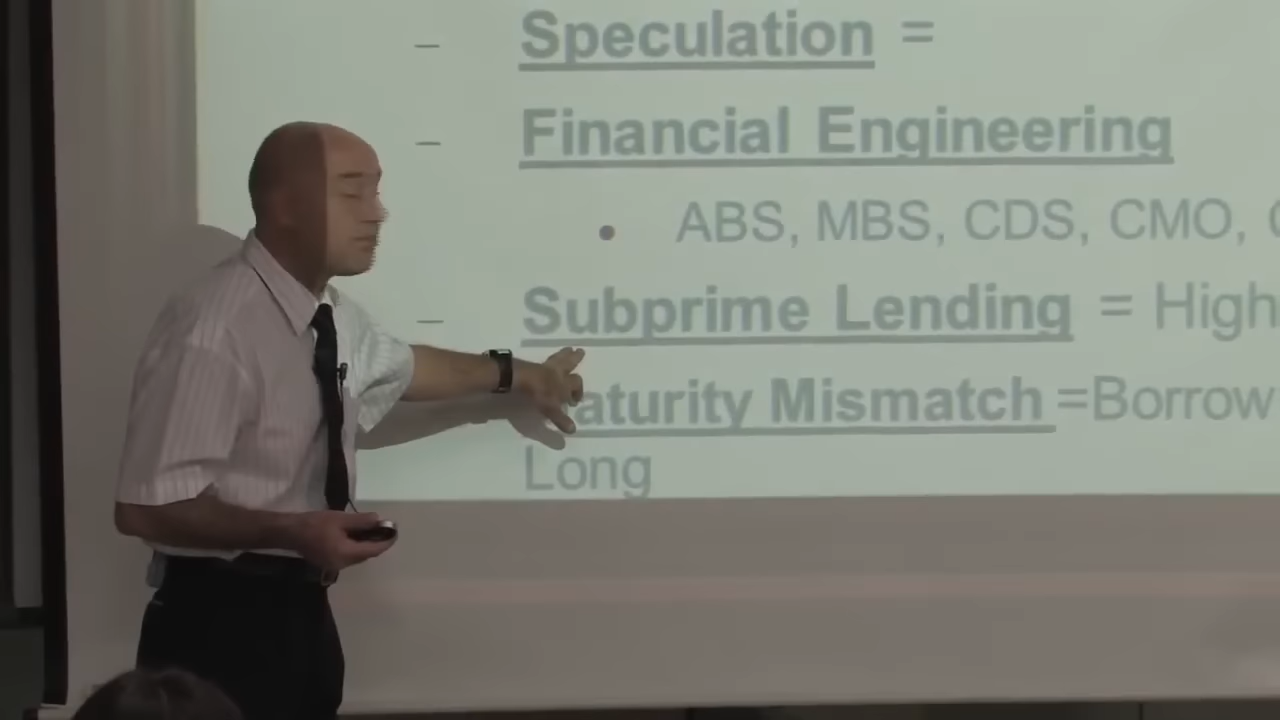 – Speculation =
– Financial Engineering
• ABS, MBS, CDS, CMO,
– Subprime Lending = High
aturity Mismatch =Borrow
Long